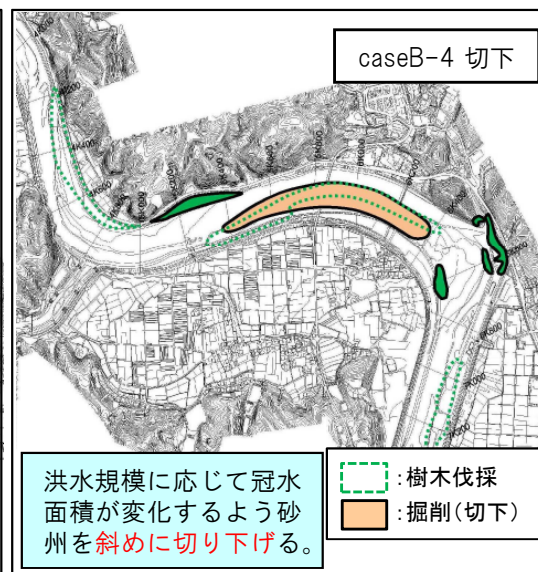 caseB-4 切下
4K400
洪水規模に応じて冠水
面積が変化するよう砂
州を斜めに切り下げる。
:樹木伐採
:掘削(切下)